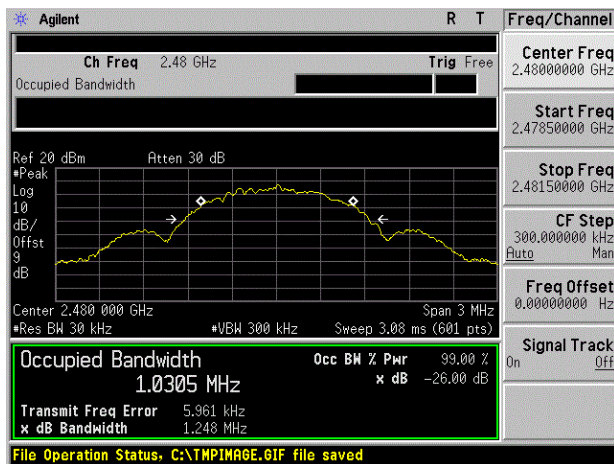 Agilent R T Freq/Channel
Ch Freq 2.48 GHz Trig Free
Occupied Bandwidth
Center Freq
2.48000000 GHz
Start Freq
2.47850000 GHz
Stop Freq
2.48150000 GHz
CF Step
300.000000 kHz
Auto Man
Freq Offset
0.00000000 Hz
Signal Track
On Off
Ref 20 dBm Atten 30 dB
#Peak
Log
10
dB/
Offst
9
dB
Center 2.480 000 GHz Span 3 MHz
#Res BW 30 kHz #VBW 300 kHz Sweep 3.08 ms (601 pts)
Occupied Bandwidth Occ BW % Pwr 99.00 %
1.0305 MHz x dB -26.00 dB
Transmit Freq Error 5.961 kHz
x dB Bandwidth 1.248 MHz
File Operation Status, C:\TMPIMAGE.GIF file saved